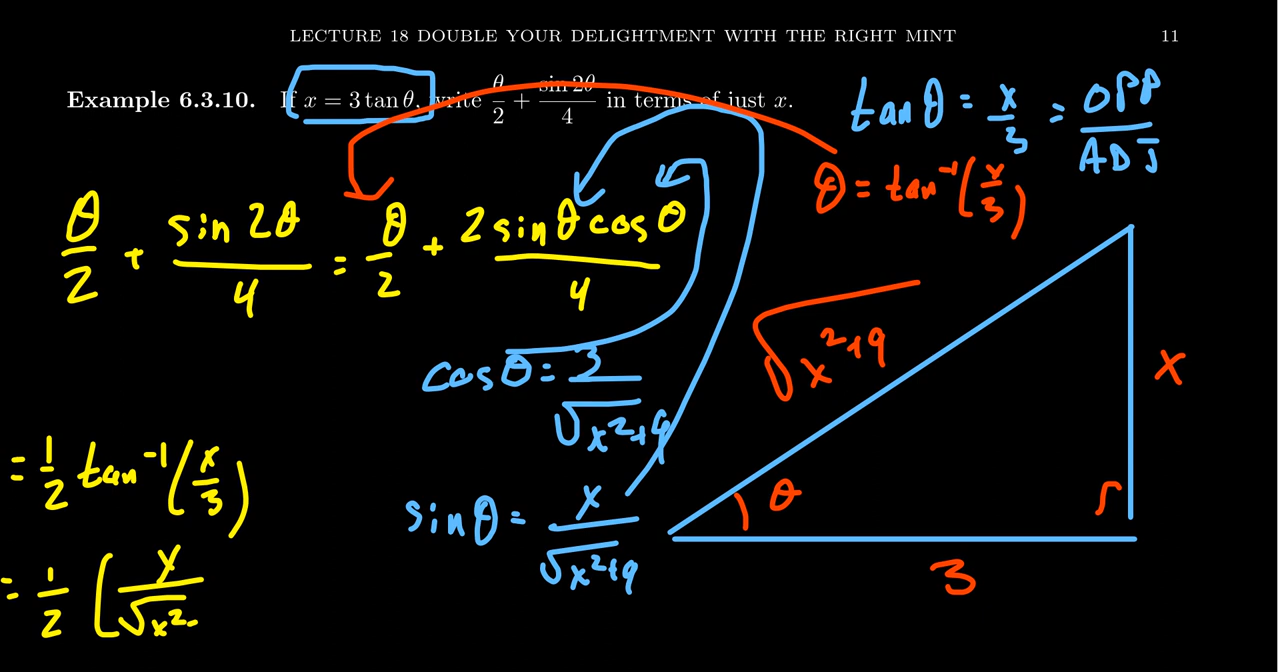 LECTURE 18 DOUBLE YOUR DELIGHTMENT WITH THE RIGHT MINT 11
Example 6.3.10. If x = 3 tan θ, write θ/2 + sin 2θ/4 in terms of just x.
tan θ = x/3 = OPP/ADJ
θ = tan⁻¹(x/3)
θ/2 + sin 2θ/4 = θ/2 + 2 sin θ cos θ/4
√x²+9
x
cos θ = 3/√x²+9
= 1/2 tan⁻¹(x/3)
sin θ = x/√x²+9
θ
3
= 1/2 [x/√x²-